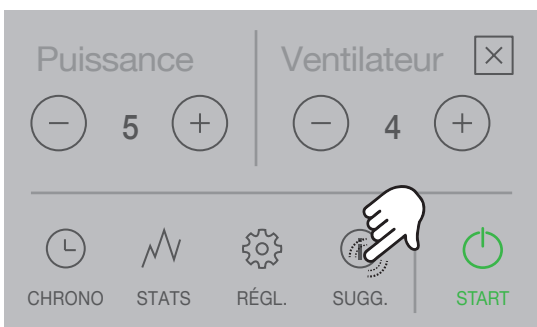 Puissance
Ventilateur
5
4
CHRONO
STATS
RÉGL.
SUGG.
START